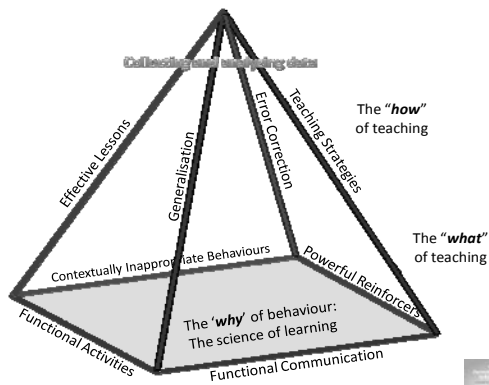 Collecting and analyzing data
Effective Lessons
Generalisation
Error Correction
Teaching Strategies
The “how”
of teaching
The “what”
of teaching
Contextually Inappropriate Behaviours
Powerful Reinforcers
The ‘why’ of behaviour:
The science of learning
Functional Activities
Functional Communication